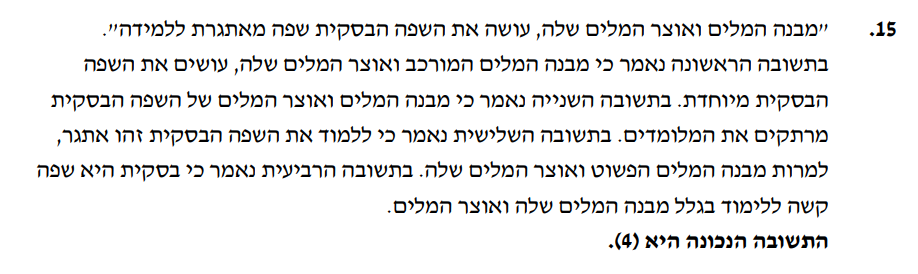 15. "מבנה המלים ואוצר המלים שלה, עושה את השפה הבסקית שפה מאתגרת ללמידה".
בתשובה הראשונה נאמר כי מבנה המלים המורכב ואוצר המלים שלה, עושים את השפה
הבסקית מיוחדת. בתשובה השנייה נאמר כי מבנה המלים ואוצר המלים של השפה הבסקית
מרתקים את המלומדים. בתשובה השלישית נאמר כי ללמוד את השפה הבסקית זהו אתגר,
למרות מבנה המלים הפשוט ואוצר המלים שלה. בתשובה הרביעית נאמר כי בסקית היא שפה
קשה ללימוד בגלל מבנה המלים שלה ואוצר המלים.
התשובה הנכונה היא (4).